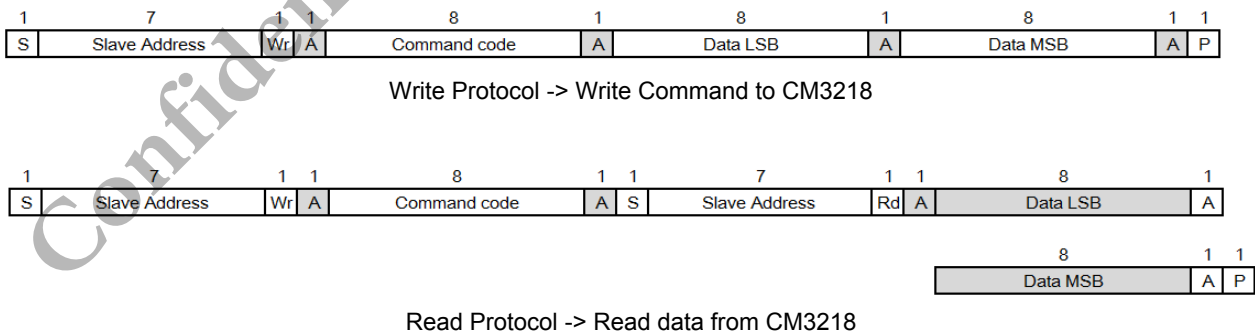 1 7 1 1 8 1 8 1 8 1 1
S Slave Address Wr A Command code A Data LSB A Data MSB A P
Write Protocol -> Write Command to CM3218
1 7 1 1 8 1 1 7 1 1 8 1
S Slave Address Wr A Command code A S Slave Address Rd A Data LSB A
8 1 1
Data MSB A P
Read Protocol -> Read data from CM3218
Confiden